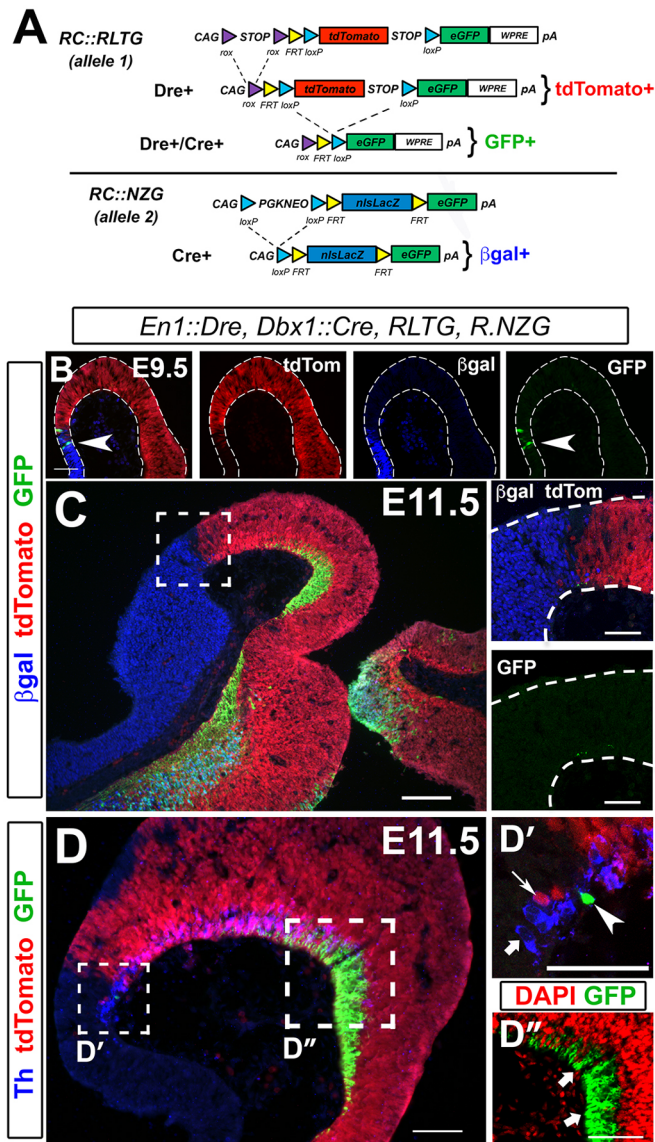 A
RC::RLTG
(allele 1)
CAG STOP tdTomato STOP eGFP WPRE pA
rox rox FRT loxP loxP
Dre+ CAG tdTomato STOP eGFP WPRE pA } tdTomato+
rox FRT loxP loxP
Dre+/Cre+ CAG eGFP WPRE pA } GFP+
rox FRT loxP
RC::NZG
(allele 2)
CAG PGKNEO nlsLacZ eGFP pA
loxP loxP FRT FRT
Cre+ CAG nlsLacZ eGFP pA } βgal+
loxP FRT FRT
En1::Dre, Dbx1::Cre, RLTG, R.NZG
βgal tdTomato GFP
B E9.5 tdTom βgal GFP
C E11.5
βgal tdTom
GFP
Th tdTomato GFP
D E11.5
D′
D″
D′
DAPI GFP
D″